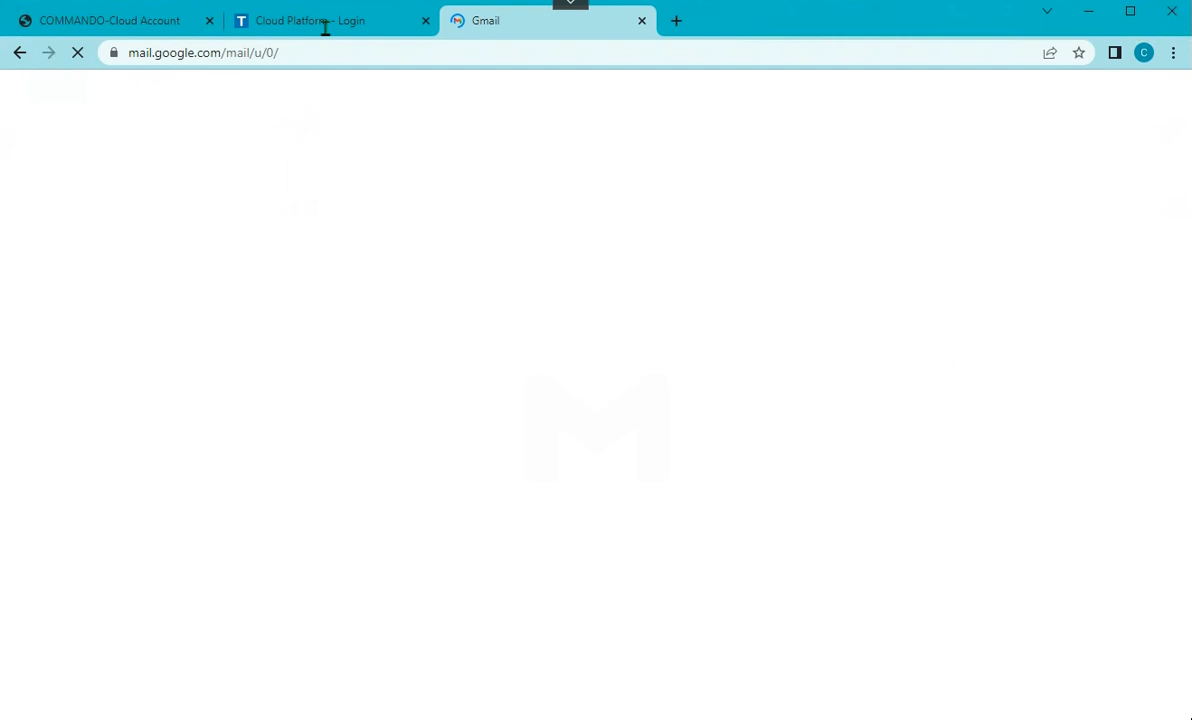 COMMANDO-Cloud Account
Cloud Platform - Login
Gmail
mail.google.com/mail/u/0/
C